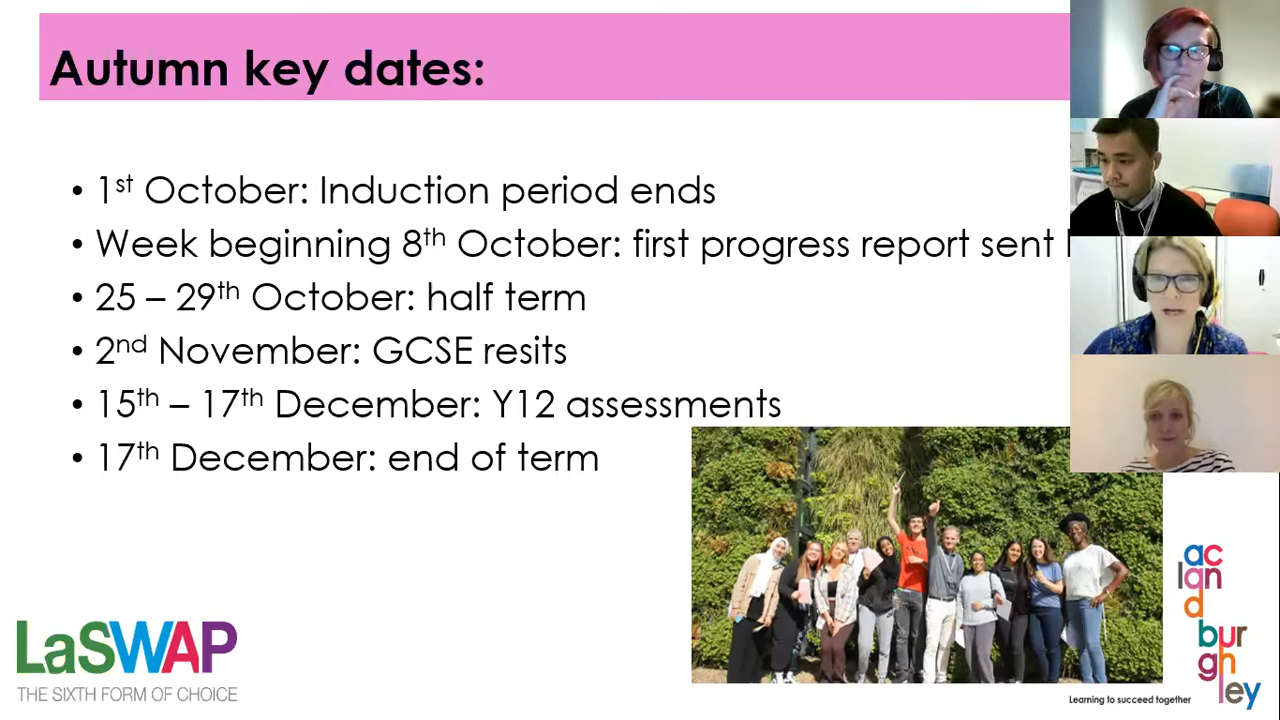 Autumn key dates:
• 1st October: Induction period ends
• Week beginning 8th October: first progress report sent
• 25 – 29th October: half term
• 2nd November: GCSE resits
• 15th – 17th December: Y12 assessments
• 17th December: end of term
LaSWAP
THE SIXTH FORM OF CHOICE
ac
lan
d
bur
gh
ley
Learning to succeed together